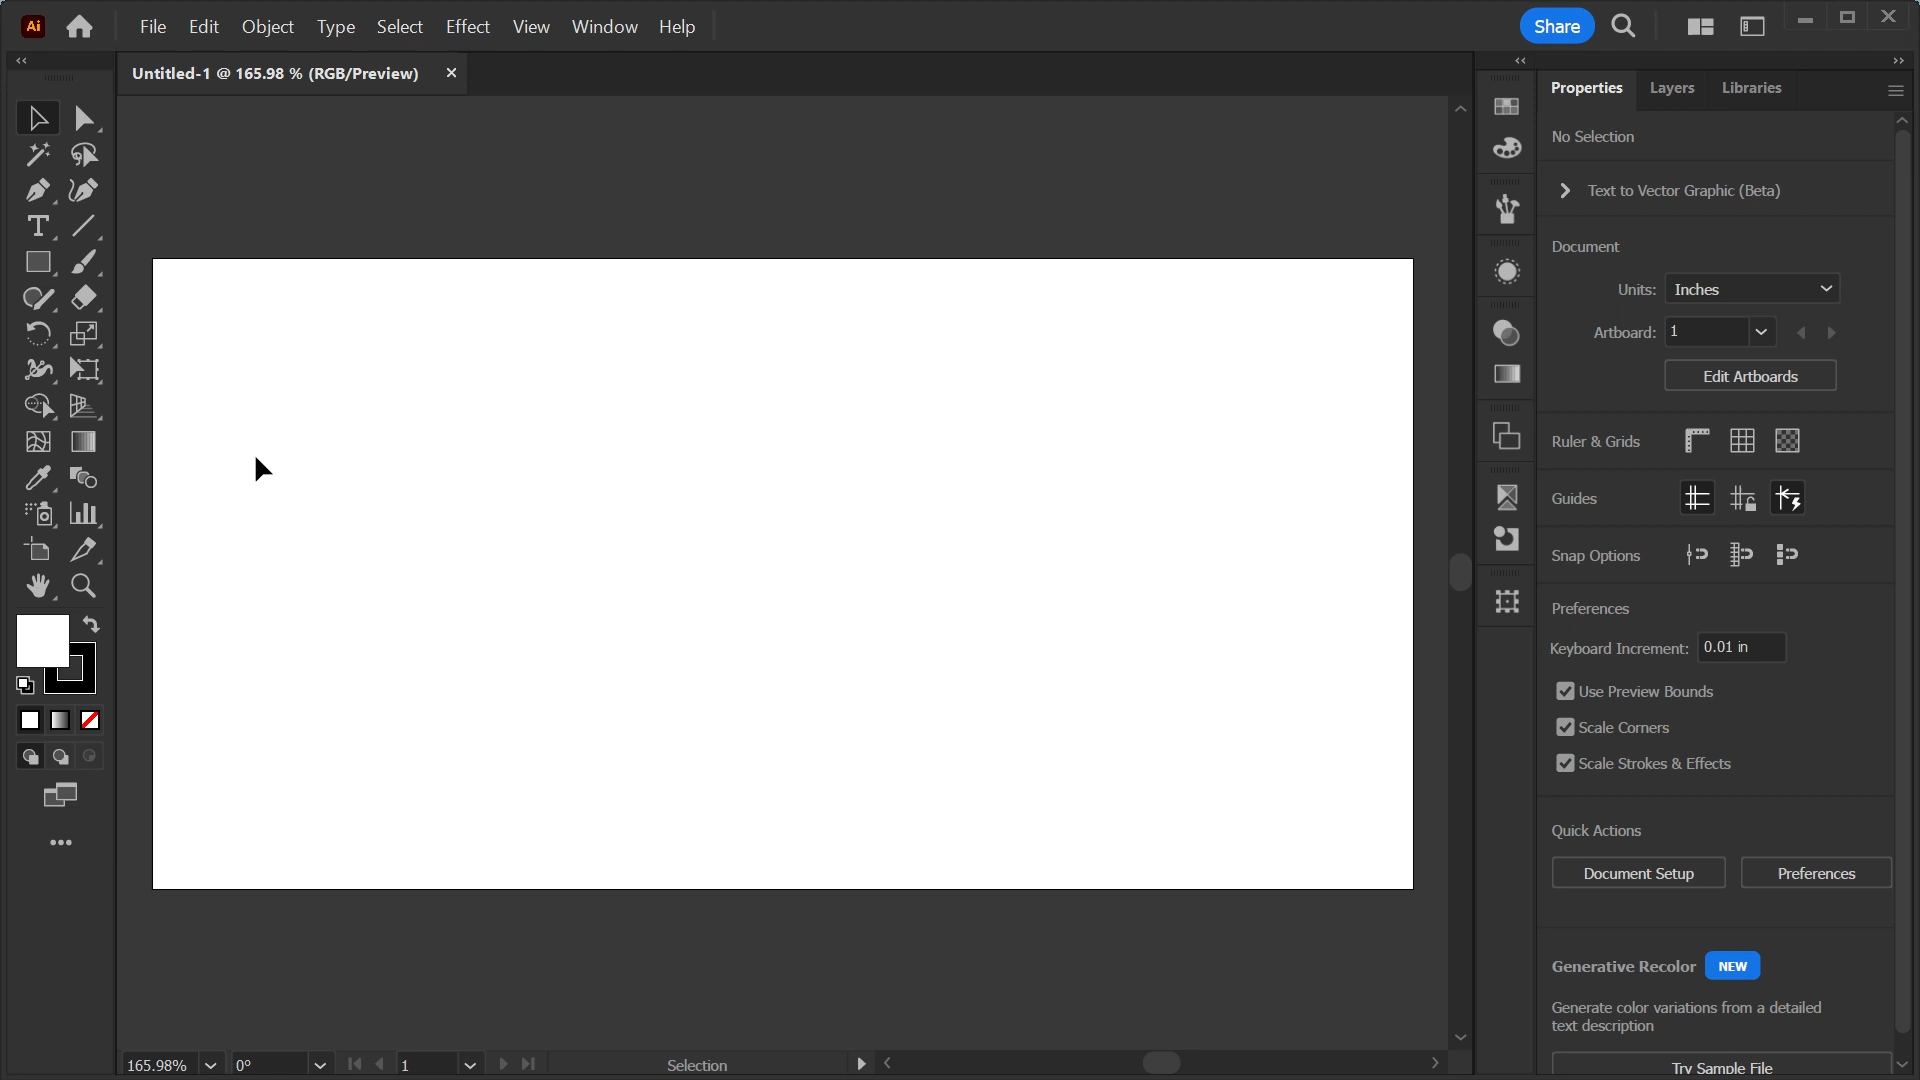 Ai File Edit Object Type Select Effect View Window Help Share
Untitled-1 @ 165.98 % (RGB/Preview)
Properties Layers Libraries
No Selection
Text to Vector Graphic (Beta)
Document
Units: Inches
Artboard: 1
Edit Artboards
Ruler & Grids
Guides
Snap Options
Preferences
Keyboard Increment: 0.01 in
Use Preview Bounds
Scale Corners
Scale Strokes & Effects
Quick Actions
Document Setup Preferences
Generative Recolor NEW
Generate color variations from a detailed
text description
Try Sample File
165.98% 0° 1 Selection